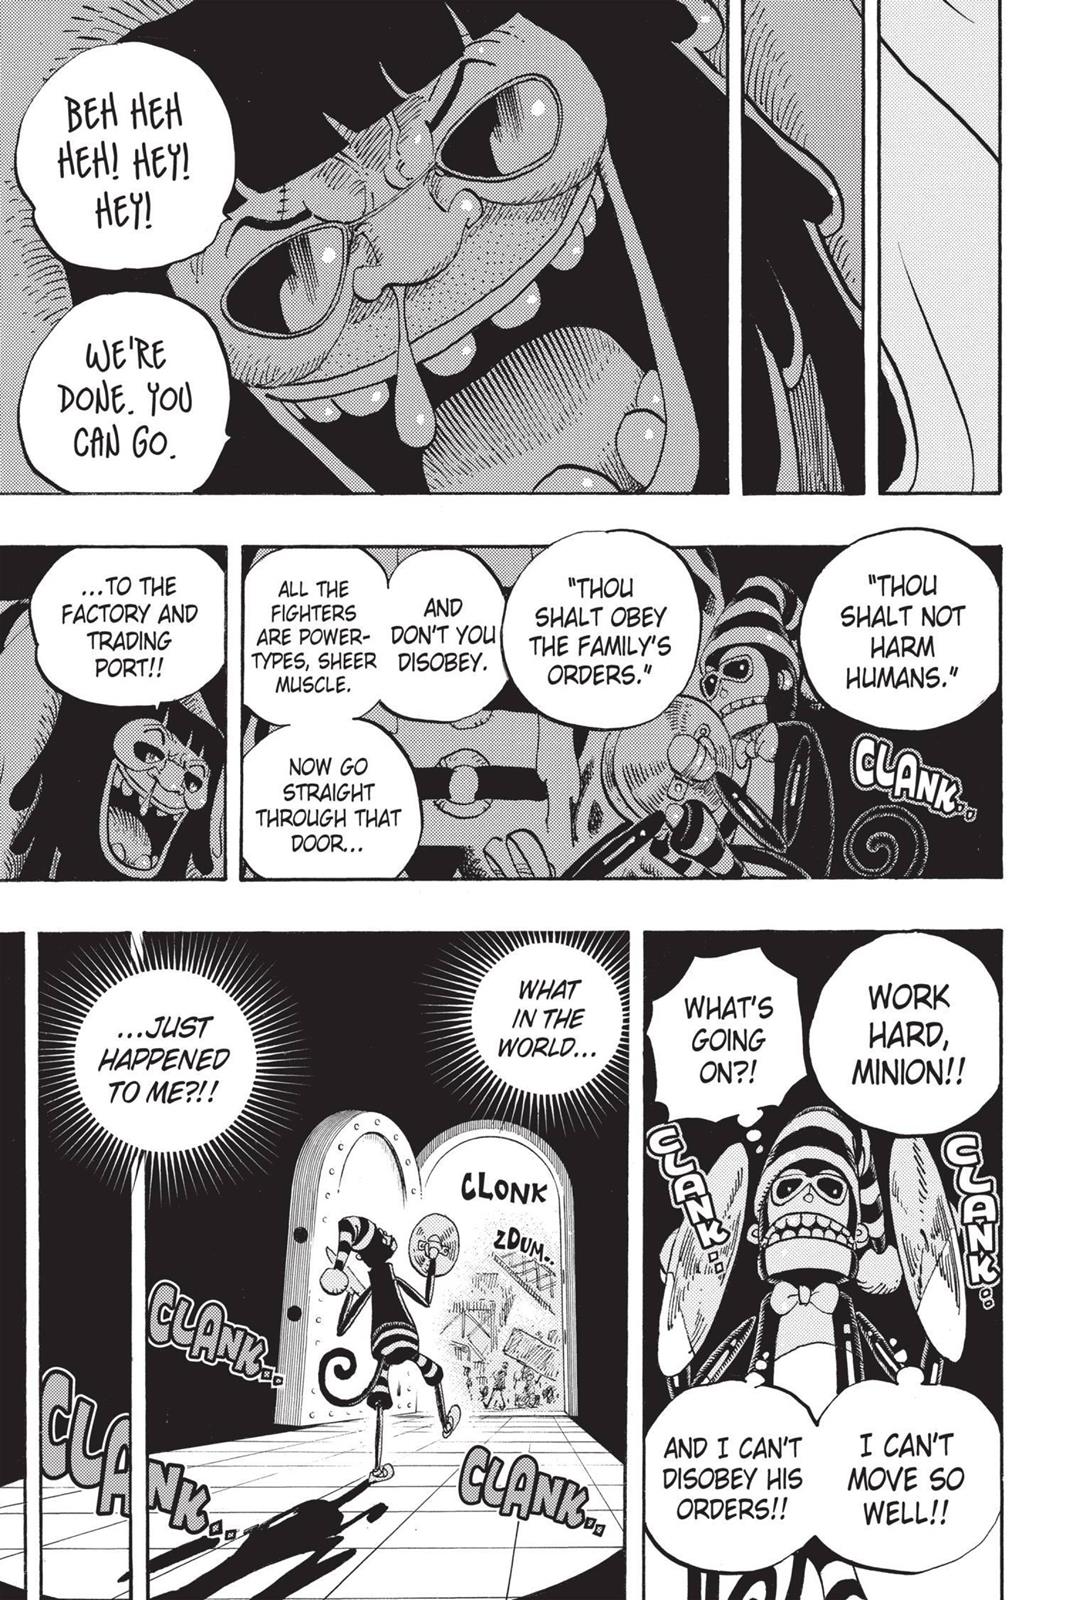 BEH HEH
HEH! HEY!
HEY!
WE'RE
DONE. YOU
CAN GO.
"THOU
SHALT NOT
HARM
HUMANS."
CLANK..
"THOU
SHALT OBEY
THE FAMILY'S
ORDERS."
AND
DON'T YOU
DISOBEY.
ALL THE
FIGHTERS
ARE POWER-
TYPES, SHEER
MUSCLE.
NOW GO
STRAIGHT
THROUGH THAT
DOOR...
...TO THE
FACTORY AND
TRADING
PORT!!
WORK
HARD,
MINION!!
WHAT'S
GOING
ON?!
CLANK..
CLANK..
I CAN'T
MOVE SO
WELL!!
AND I CAN'T
DISOBEY HIS
ORDERS!!
WHAT
IN THE
WORLD...
...JUST
HAPPENED
TO ME?!!
CLONK
ZDUM..
CLANK..
CLANK..
CLANK..